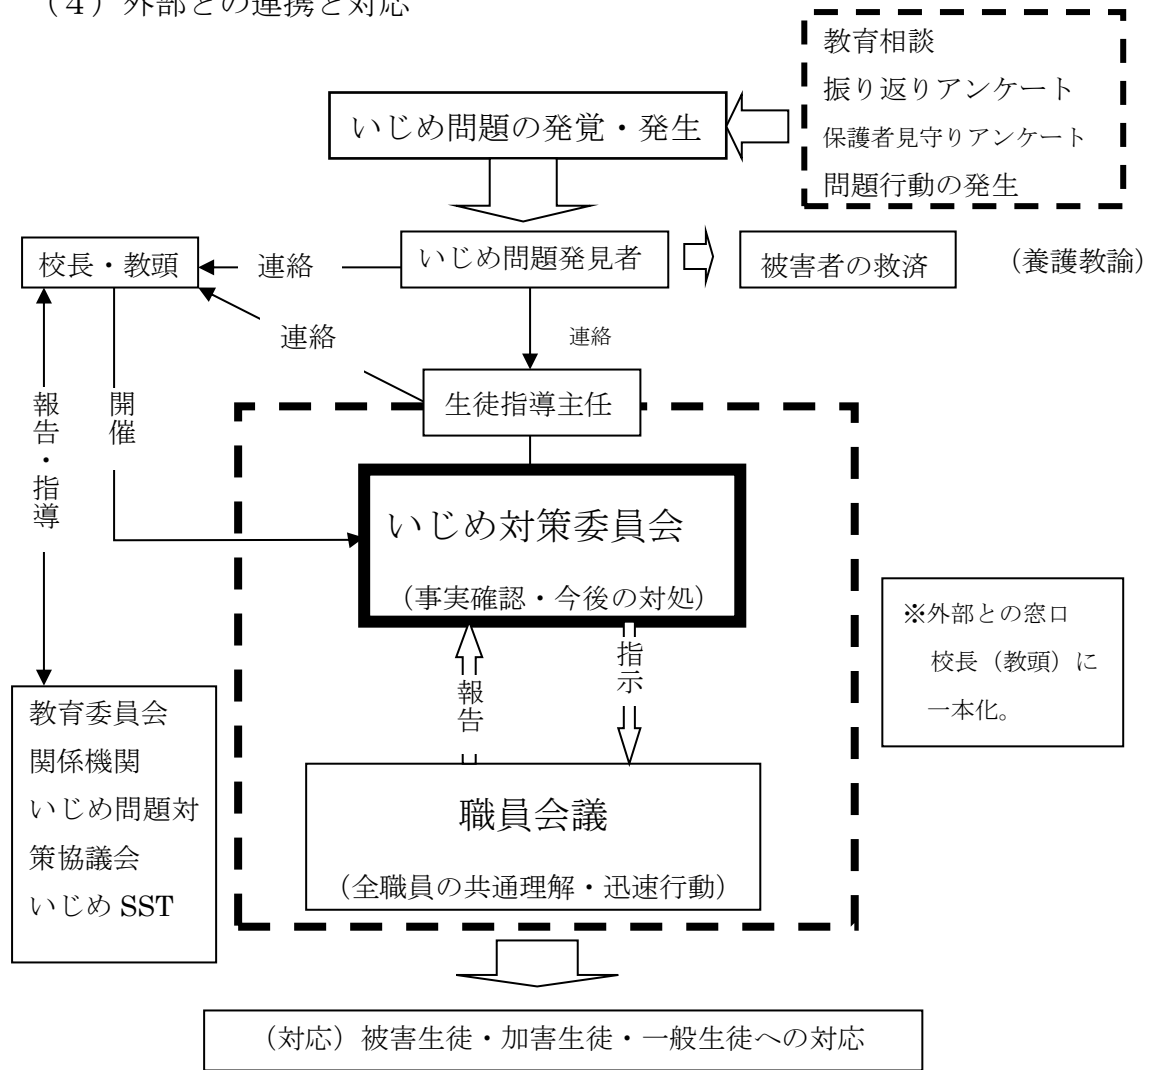 （４）外部との連携と対応
教育相談
振り返りアンケート
保護者見守りアンケート
問題行動の発生
いじめ問題の発覚・発生
校長・教頭
連絡
いじめ問題発見者
被害者の救済
（養護教諭）
連絡
連絡
生徒指導主任
報告・指導
開催
いじめ対策委員会
（事実確認・今後の対処）
報告
指示
※外部との窓口
校長（教頭）に
一本化。
教育委員会
関係機関
いじめ問題対
策協議会
いじめ SST
職員会議
（全職員の共通理解・迅速行動）
（対応）被害生徒・加害生徒・一般生徒への対応